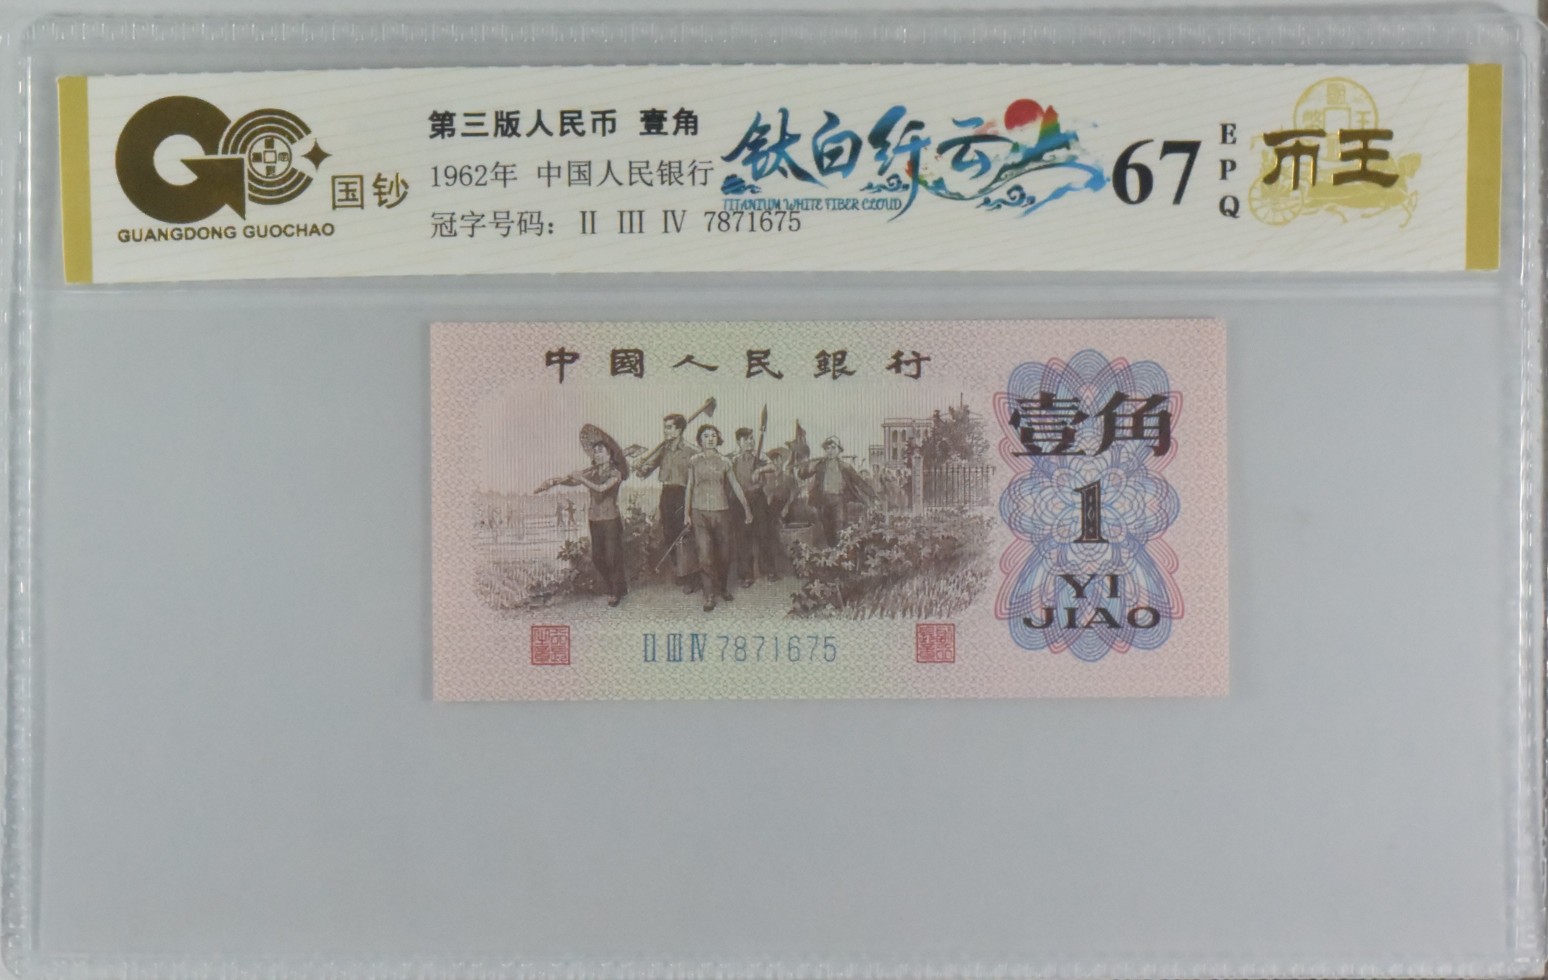 GUANGDONG GUOCHAO
国钞
第三版人民币 壹角
1962年 中国人民银行
冠字号码： Ⅱ Ⅲ Ⅳ 7871675
钛白纤云
TITANIUM WHITE FIBER CLOUD
67
EPQ
币王
中國人民銀行
壹角
1
YI
JIAO
Ⅱ Ⅲ Ⅳ 7871675